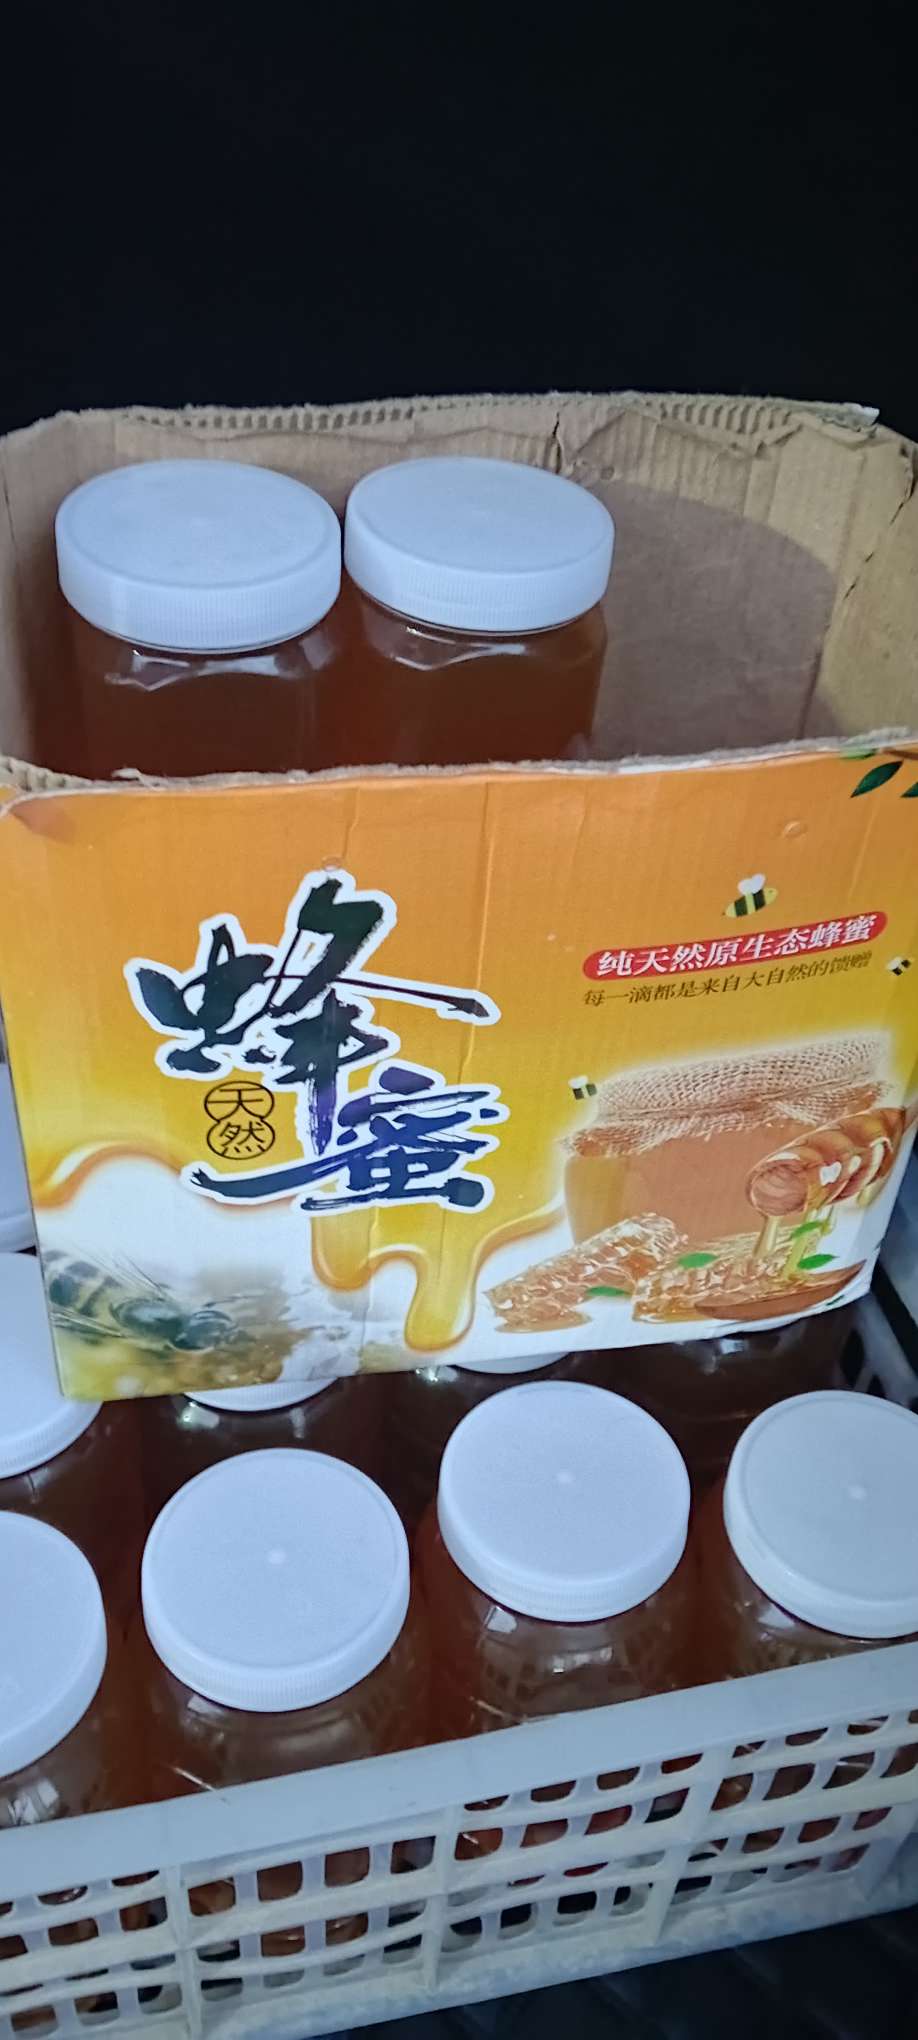 蜂蜜
天然
纯天然原生态蜂蜜
每一滴都是来自大自然的馈赠